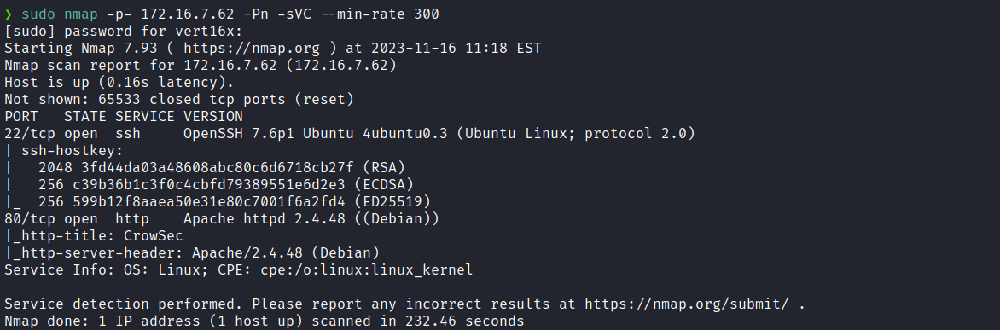 ❯ sudo nmap -p- 172.16.7.62 -Pn -sVC --min-rate 300
[sudo] password for vert16x:
Starting Nmap 7.93 ( https://nmap.org ) at 2023-11-16 11:18 EST
Nmap scan report for 172.16.7.62 (172.16.7.62)
Host is up (0.16s latency).
Not shown: 65533 closed tcp ports (reset)
PORT   STATE SERVICE VERSION
22/tcp open  ssh     OpenSSH 7.6p1 Ubuntu 4ubuntu0.3 (Ubuntu Linux; protocol 2.0)
| ssh-hostkey:
|   2048 3fd44da03a48608abc80c6d6718cb27f (RSA)
|   256 c39b36b1c3f0c4cbfd79389551e6d2e3 (ECDSA)
|_  256 599b12f8aaea50e31e80c7001f6a2fd4 (ED25519)
80/tcp open  http    Apache httpd 2.4.48 ((Debian))
|_http-title: CrowSec
|_http-server-header: Apache/2.4.48 (Debian)
Service Info: OS: Linux; CPE: cpe:/o:linux:linux_kernel

Service detection performed. Please report any incorrect results at https://nmap.org/submit/ .
Nmap done: 1 IP address (1 host up) scanned in 232.46 seconds